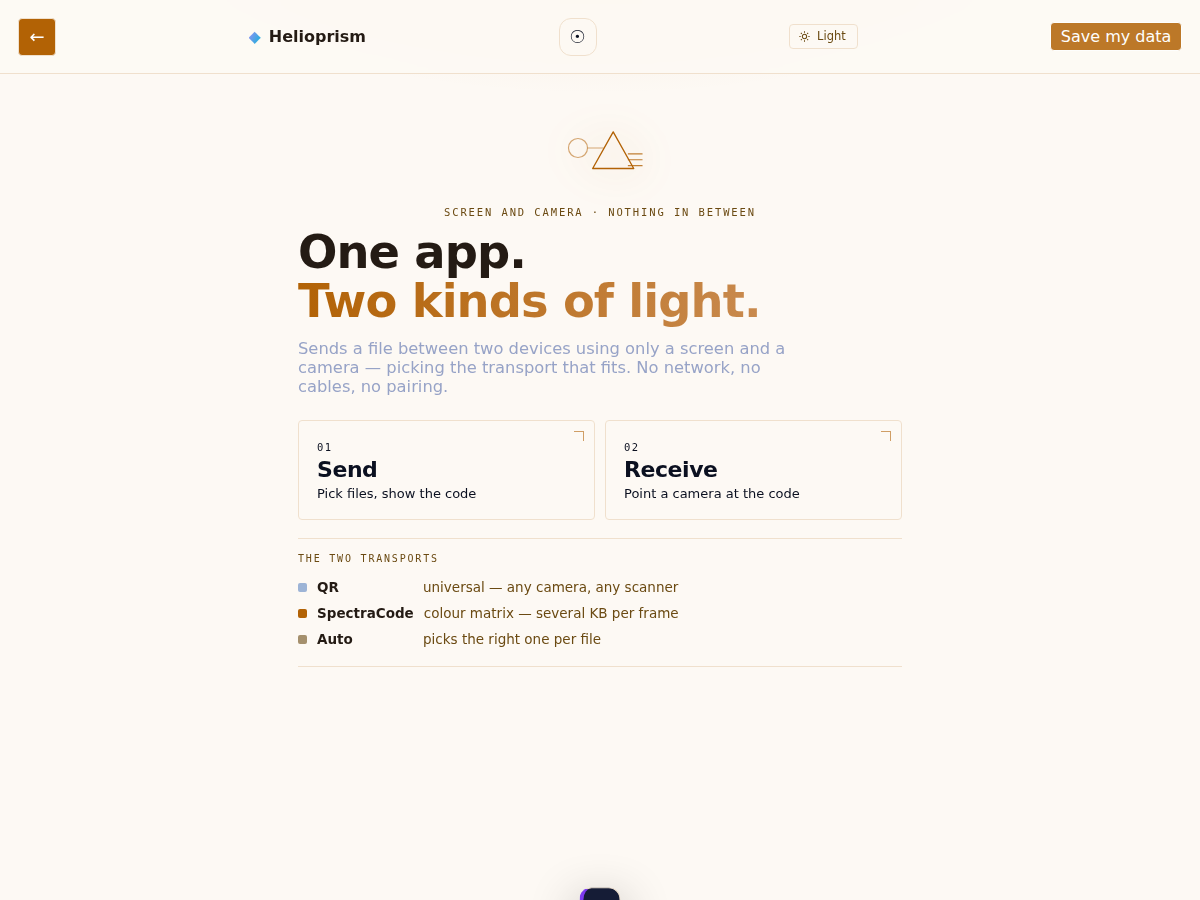 ←
Helioprism
Light
Save my data
SCREEN AND CAMERA · NOTHING IN BETWEEN
One app.
Two kinds of light.
Sends a file between two devices using only a screen and a
camera — picking the transport that fits. No network, no
cables, no pairing.
01
Send
Pick files, show the code
02
Receive
Point a camera at the code
THE TWO TRANSPORTS
QR universal — any camera, any scanner
SpectraCode colour matrix — several KB per frame
Auto picks the right one per file